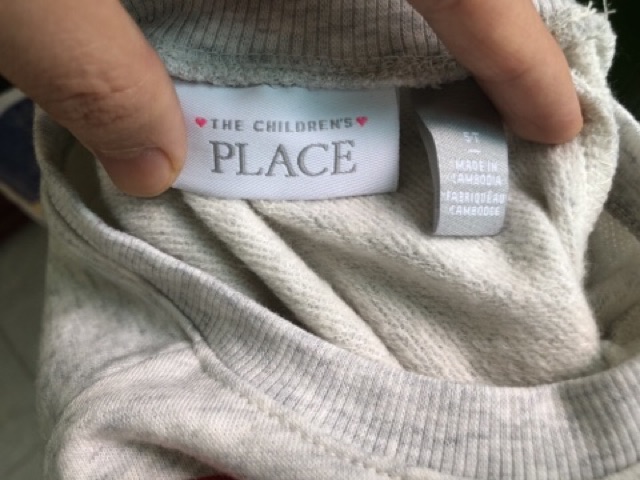 THE CHILDREN'S
PLACE
5T
MADE IN
CAMBODIA
FABRIQUÉ AU
CAMBODGE